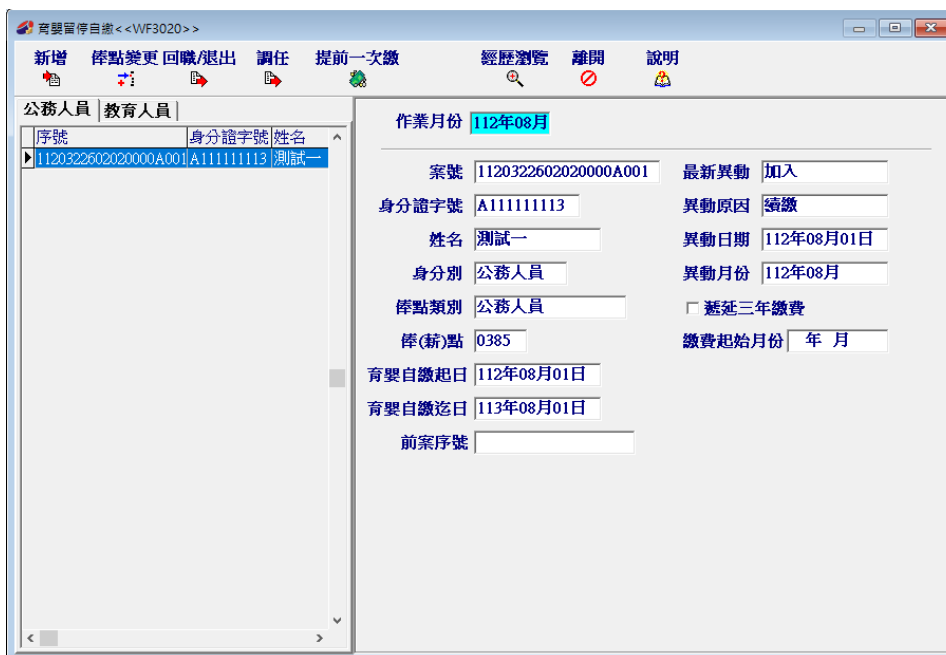 育嬰留停自繳<<WF3020>>
新增 俸點變更 回職/退出 調任 提前一次繳 經歷瀏覽 離開 說明
公務人員 教育人員
序號 身分證字號 姓名
1120322602020000A001 A111111113 測試一
作業月份 112年08月
案號 1120322602020000A001 最新異動 加入
身分證字號 A111111113 異動原因 續繳
姓名 測試一 異動日期 112年08月01日
身分別 公務人員 異動月份 112年08月
俸點類別 公務人員 遞延三年繳費
俸(薪)點 0385 繳費起始月份 年 月
育嬰自繳起日 112年08月01日
育嬰自繳迄日 113年08月01日
前案序號